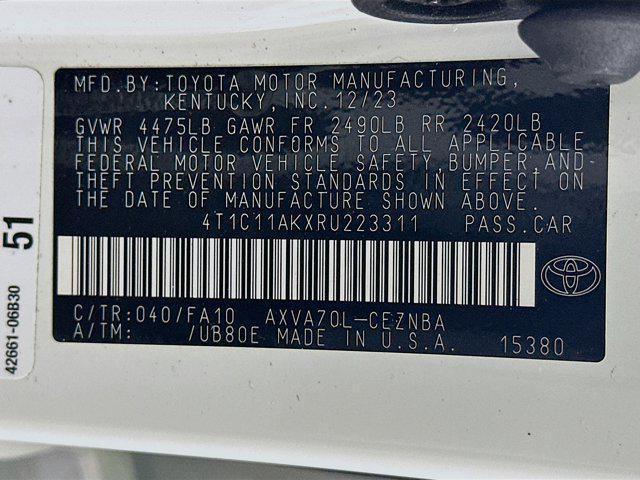 MFD.BY:TOYOTA MOTOR MANUFACTURING,
KENTUCKY,INC.12/23
GVWR 4475LB GAWR FR 2490LB RR 2420LB
THIS VEHICLE CONFORMS TO ALL APPLICABLE
FEDERAL MOTOR VEHICLE SAFETY,BUMPER,AND
THEFT PREVENTION STANDARDS IN EFFECT ON
THE DATE OF MANUFACTURE SHOWN ABOVE.
4T1C11AKXRU223311 PASS.CAR
C/TR:040/FA10 AXVA70L-CEZNBA
A/TM: /UB80E MADE IN U.S.A. 15380
51
42661-06B30